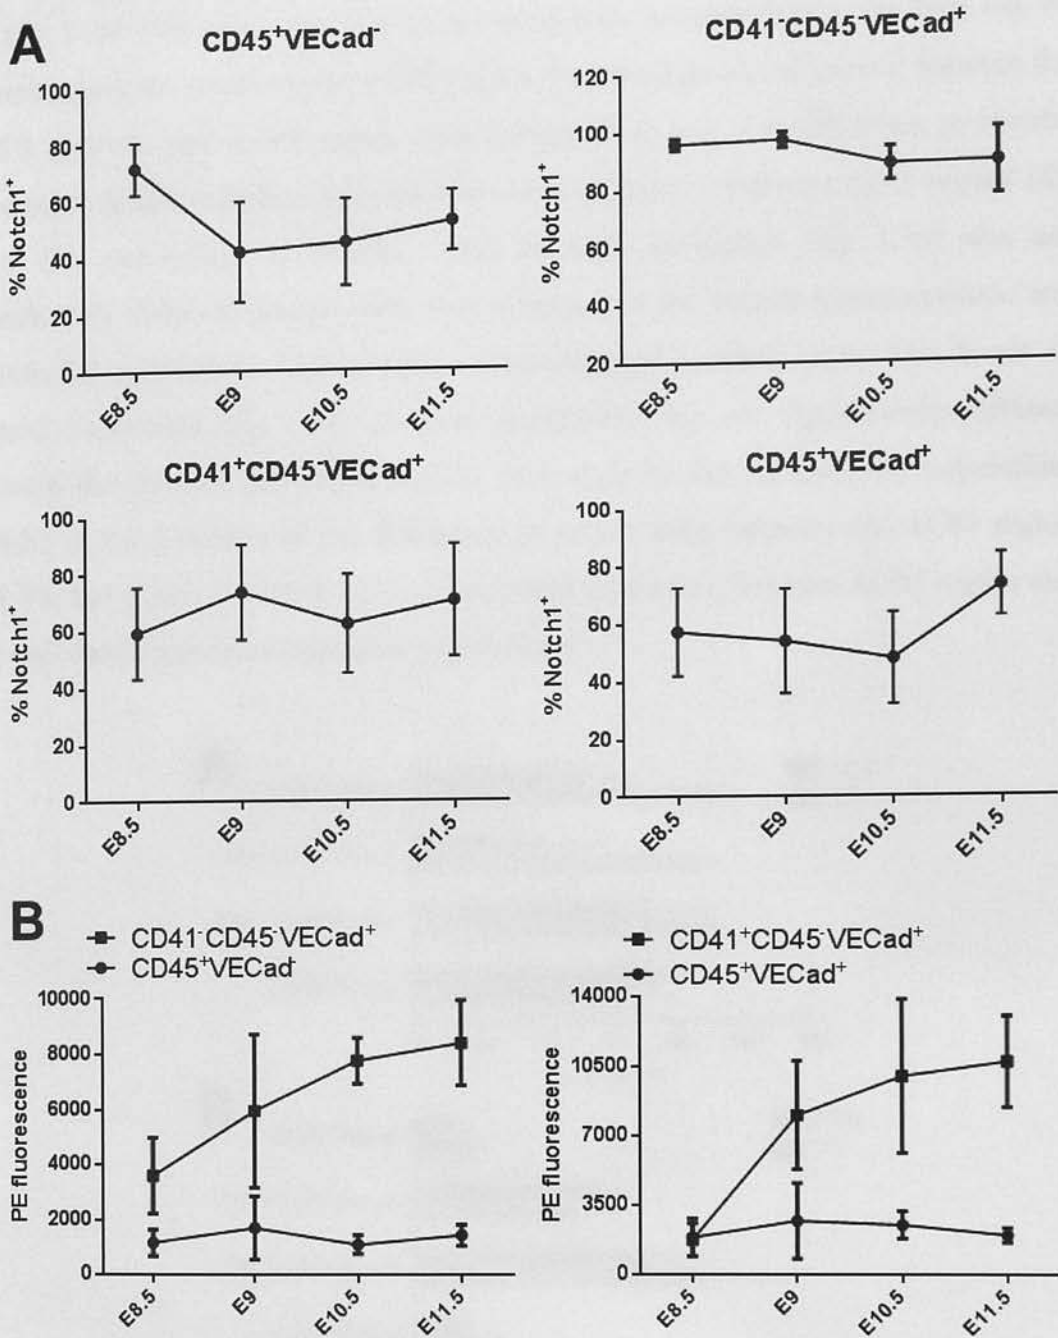 A
CD45⁺VECad⁻
% Notch1⁺
100
80
60
40
20
0
E8.5
E9
E10.5
E11.5
CD41⁻CD45⁻VECad⁺
% Notch1⁺
120
100
80
60
40
20
E8.5
E9
E10.5
E11.5
CD41⁺CD45⁻VECad⁺
% Notch1⁺
100
80
60
40
20
0
E8.5
E9
E10.5
E11.5
CD45⁺VECad⁺
% Notch1⁺
100
80
60
40
20
0
E8.5
E9
E10.5
E11.5
B
CD41⁻CD45⁻VECad⁺
CD45⁺VECad⁻
PE fluorescence
10000
8000
6000
4000
2000
0
E8.5
E9
E10.5
E11.5
CD41⁺CD45⁻VECad⁺
CD45⁺VECad⁺
PE fluorescence
14000
10500
7000
3500
0
E8.5
E9
E10.5
E11.5